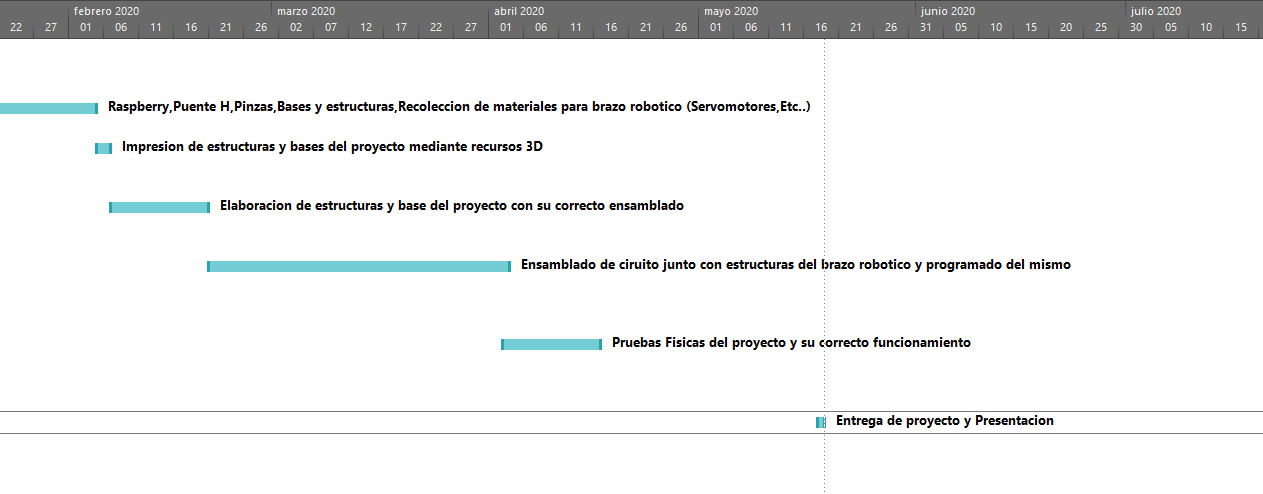 febrero 2020 marzo 2020 abril 2020 mayo 2020 junio 2020 julio 2020
22 27 01 06 11 16 21 26 02 07 12 17 22 27 01 06 11 16 21 26 01 06 11 16 21 26 31 05 10 15 20 25 30 05 10 15
Raspberry,Puente H,Pinzas,Bases y estructuras,Recoleccion de materiales para brazo robotico (Servomotores,Etc..)
Impresion de estructuras y bases del proyecto mediante recursos 3D
Elaboracion de estructuras y base del proyecto con su correcto ensamblado
Ensamblado de ciruito junto con estructuras del brazo robotico y programado del mismo
Pruebas Fisicas del proyecto y su correcto funcionamiento
Entrega de proyecto y Presentacion